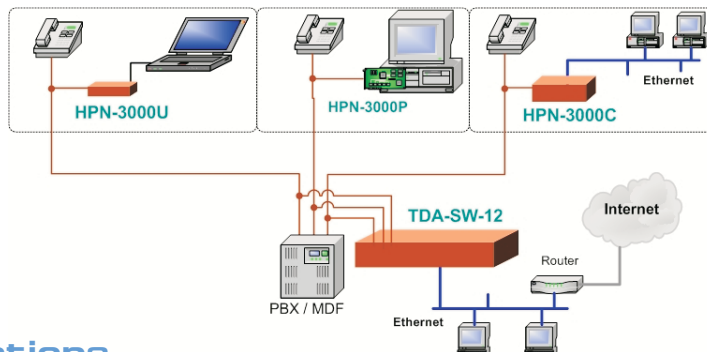 Ethernet
HPN-3000U
HPN-3000P
HPN-3000C
TDA-SW-12
Internet
Router
PBX / MDF
Ethernet